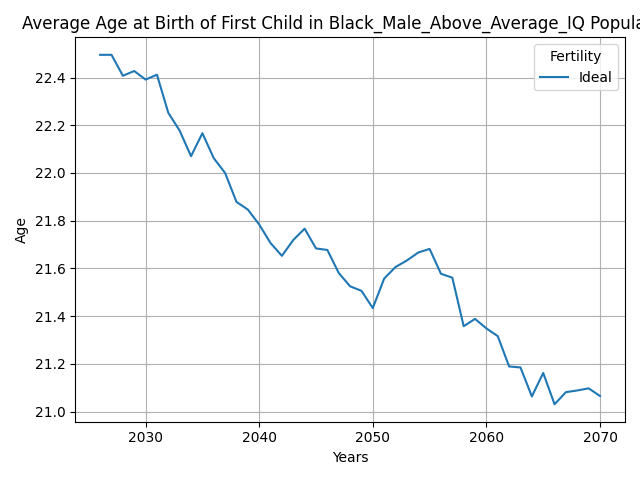 Average Age at Birth of First Child in Black_Male_Above_Average_IQ Popula
Fertility
Ideal
22.4
22.2
22.0
21.8
21.6
21.4
21.2
21.0
Age
2030 2040 2050 2060 2070
Years